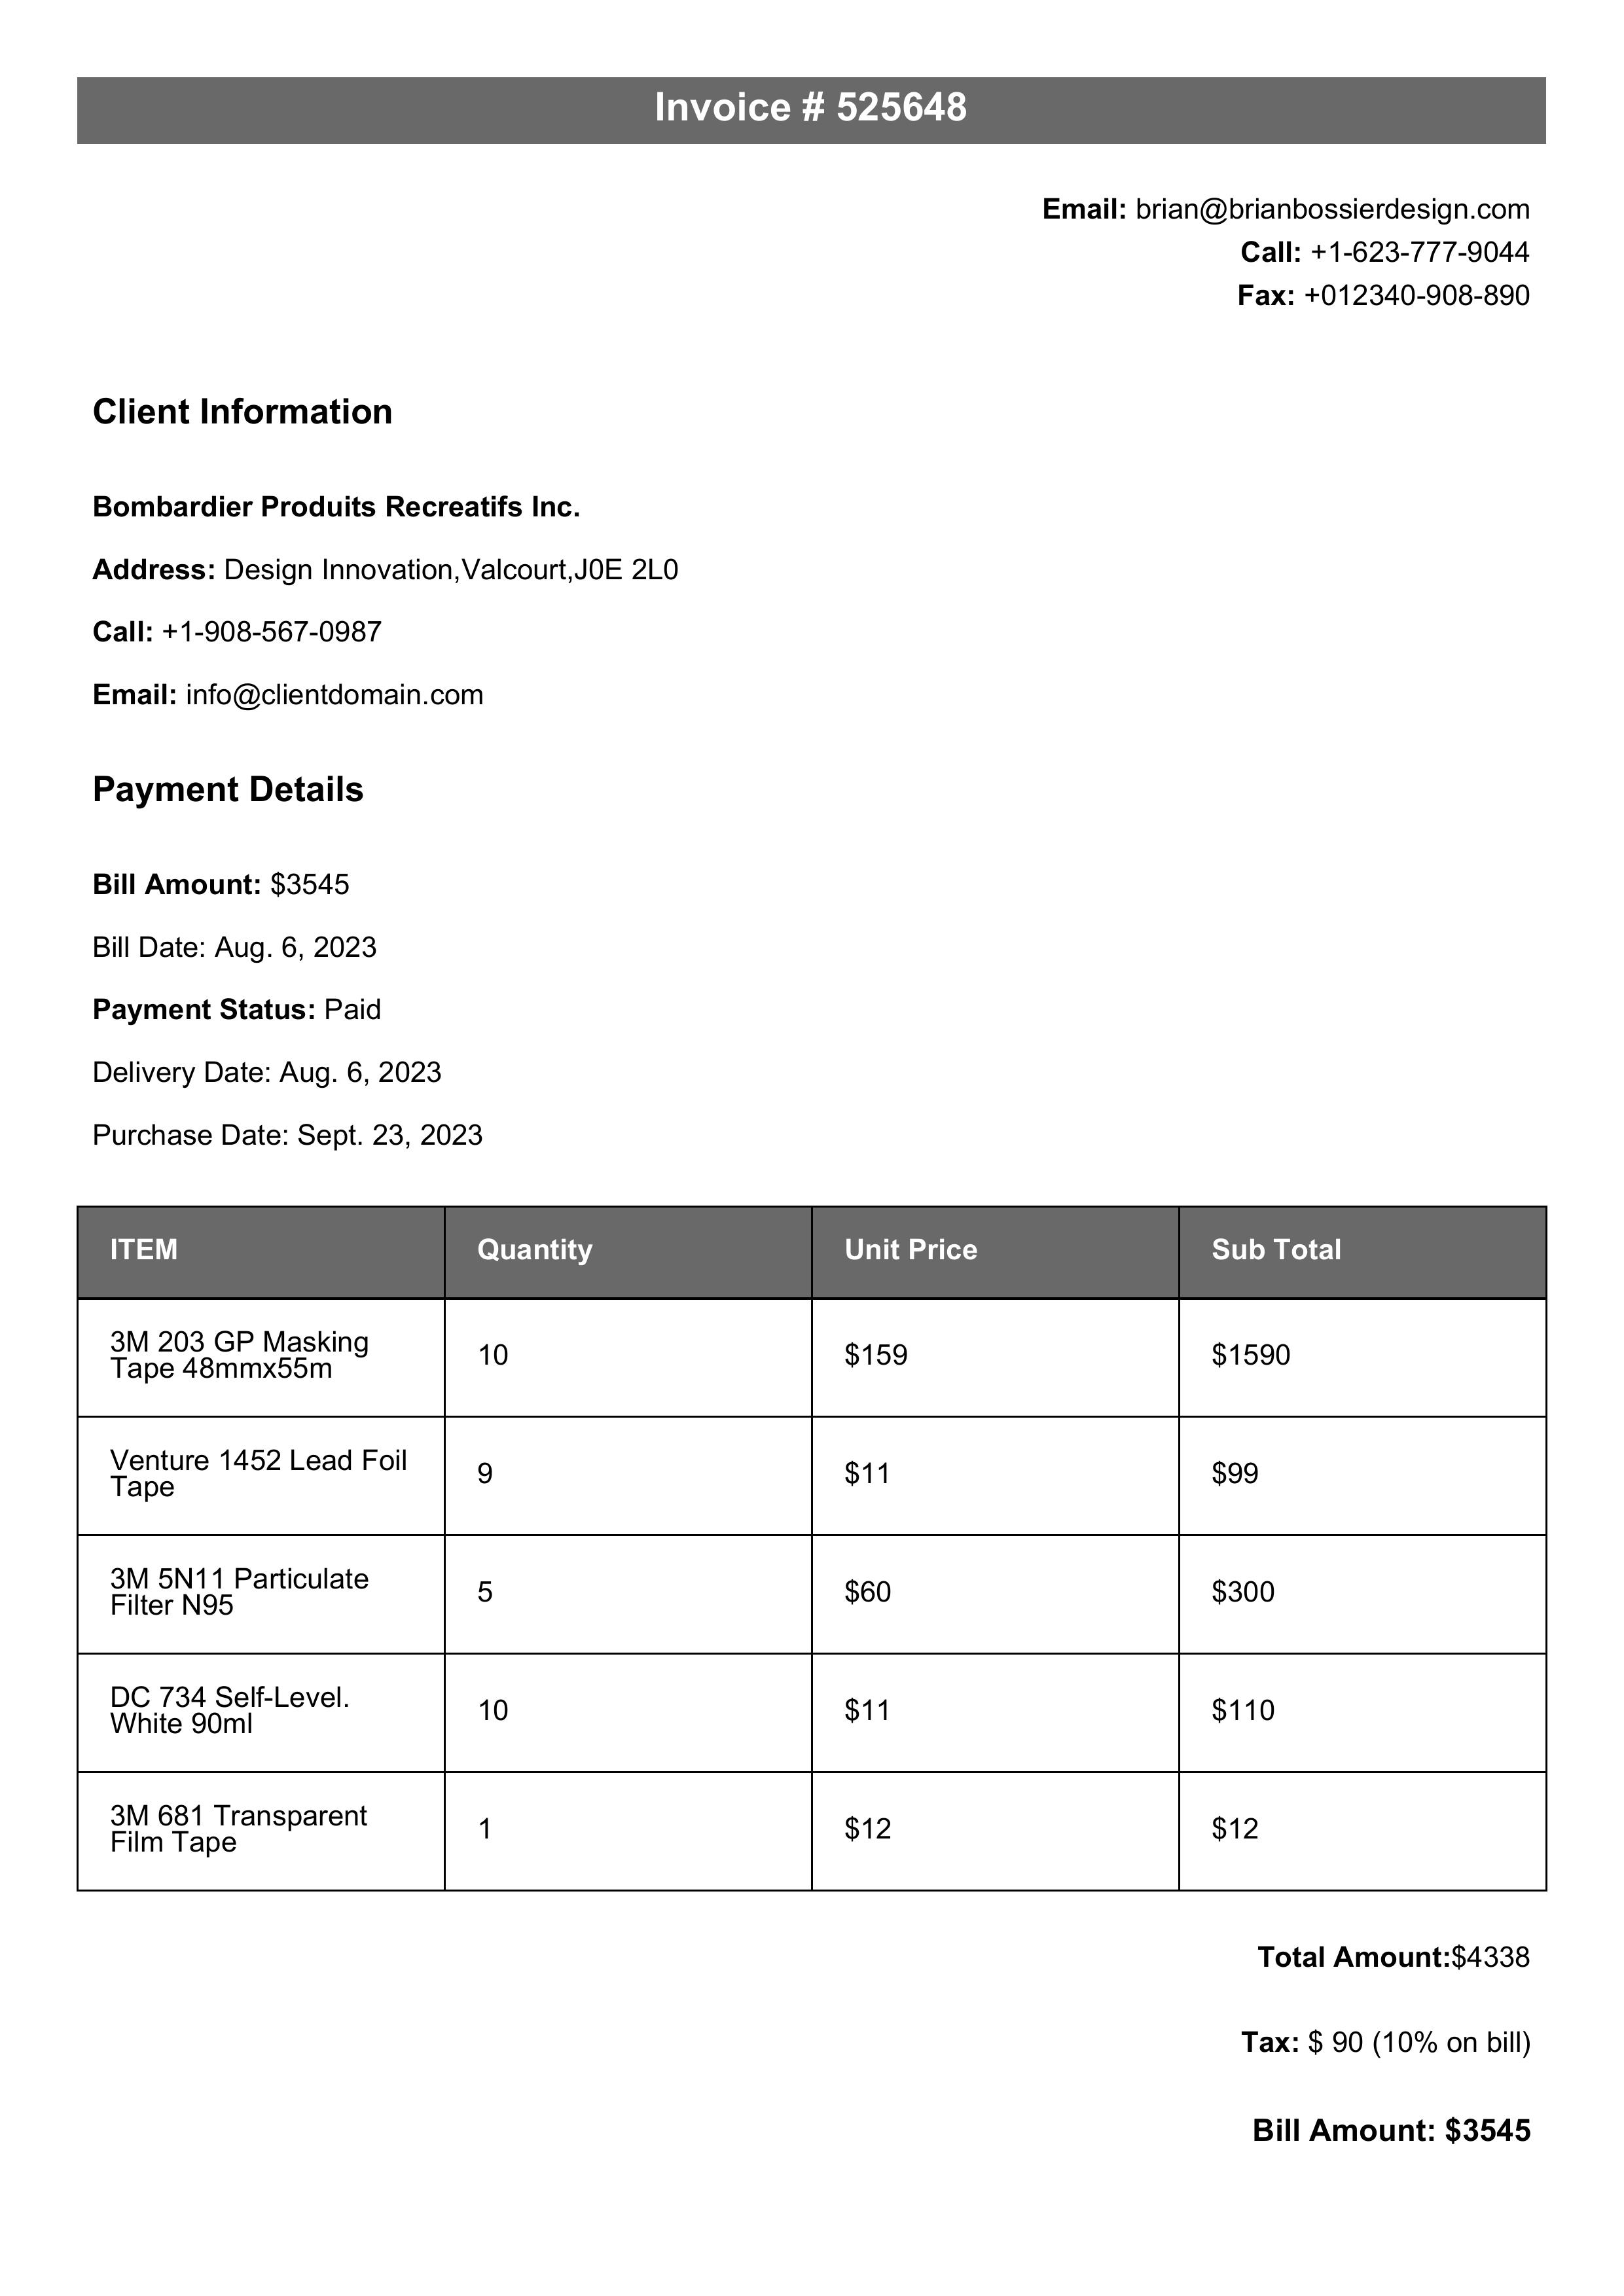 Invoice # 525648
Email: brian@brianbossierdesign.com
Call: +1-623-777-9044
Fax: +012340-908-890
Client Information
Bombardier Produits Recreatifs Inc.
Address: Design Innovation,Valcourt,J0E 2L0
Call: +1-908-567-0987
Email: info@clientdomain.com
Payment Details
Bill Amount: $3545
Bill Date: Aug. 6, 2023
Payment Status: Paid
Delivery Date: Aug. 6, 2023
Purchase Date: Sept. 23, 2023
ITEM Quantity Unit Price Sub Total
3M 203 GP Masking
Tape 48mmx55m
10 $159 $1590
Venture 1452 Lead Foil
Tape
9 $11 $99
3M 5N11 Particulate
Filter N95
5 $60 $300
DC 734 Self-Level.
White 90ml
10 $11 $110
3M 681 Transparent
Film Tape
1 $12 $12
Total Amount:$4338
Tax: $ 90 (10% on bill)
Bill Amount: $3545